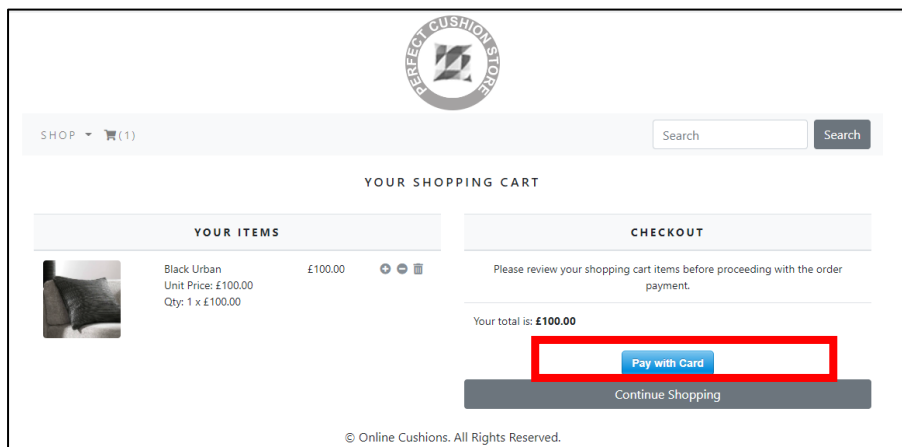 PERFECT CUSHION STORE
SHOP (1)
Search
Search
YOUR SHOPPING CART
YOUR ITEMS
Black Urban
Unit Price: £100.00
Qty: 1 x £100.00
£100.00
CHECKOUT
Please review your shopping cart items before proceeding with the order
payment.
Your total is: £100.00
Pay with Card
Continue Shopping
© Online Cushions. All Rights Reserved.